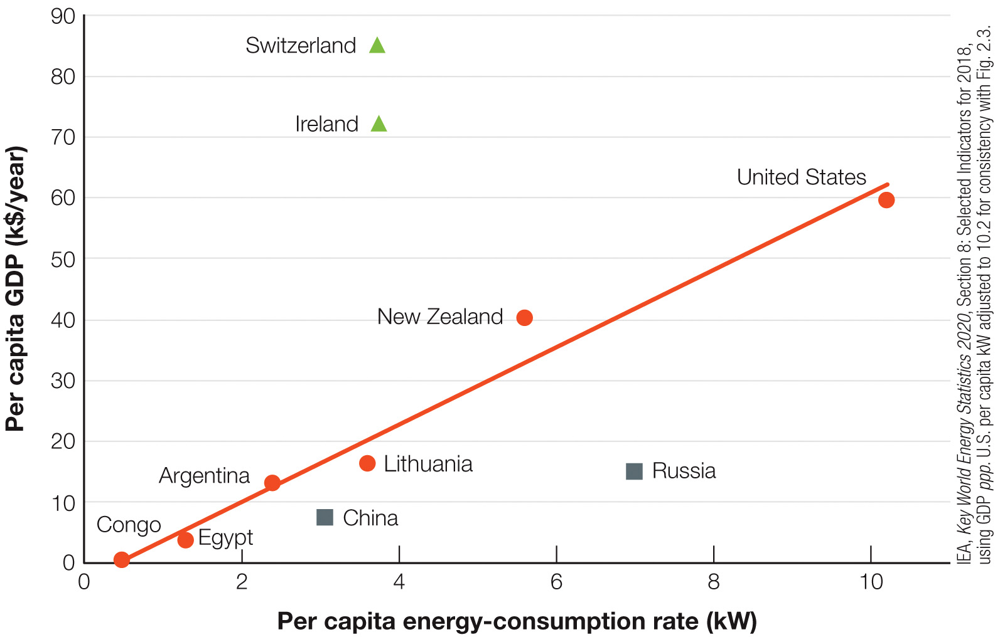 90
80
70
60
50
40
30
20
10
0
Per capita GDP (k$/year)
Switzerland
Ireland
United States
New Zealand
Lithuania
Russia
Argentina
China
Congo
Egypt
0 2 4 6 8 10
Per capita energy-consumption rate (kW)
IEA, Key World Energy Statistics 2020, Section 8: Selected Indicators for 2018,
using GDP ppp. U.S. per capita kW adjusted to 10.2 for consistency with Fig. 2.3.